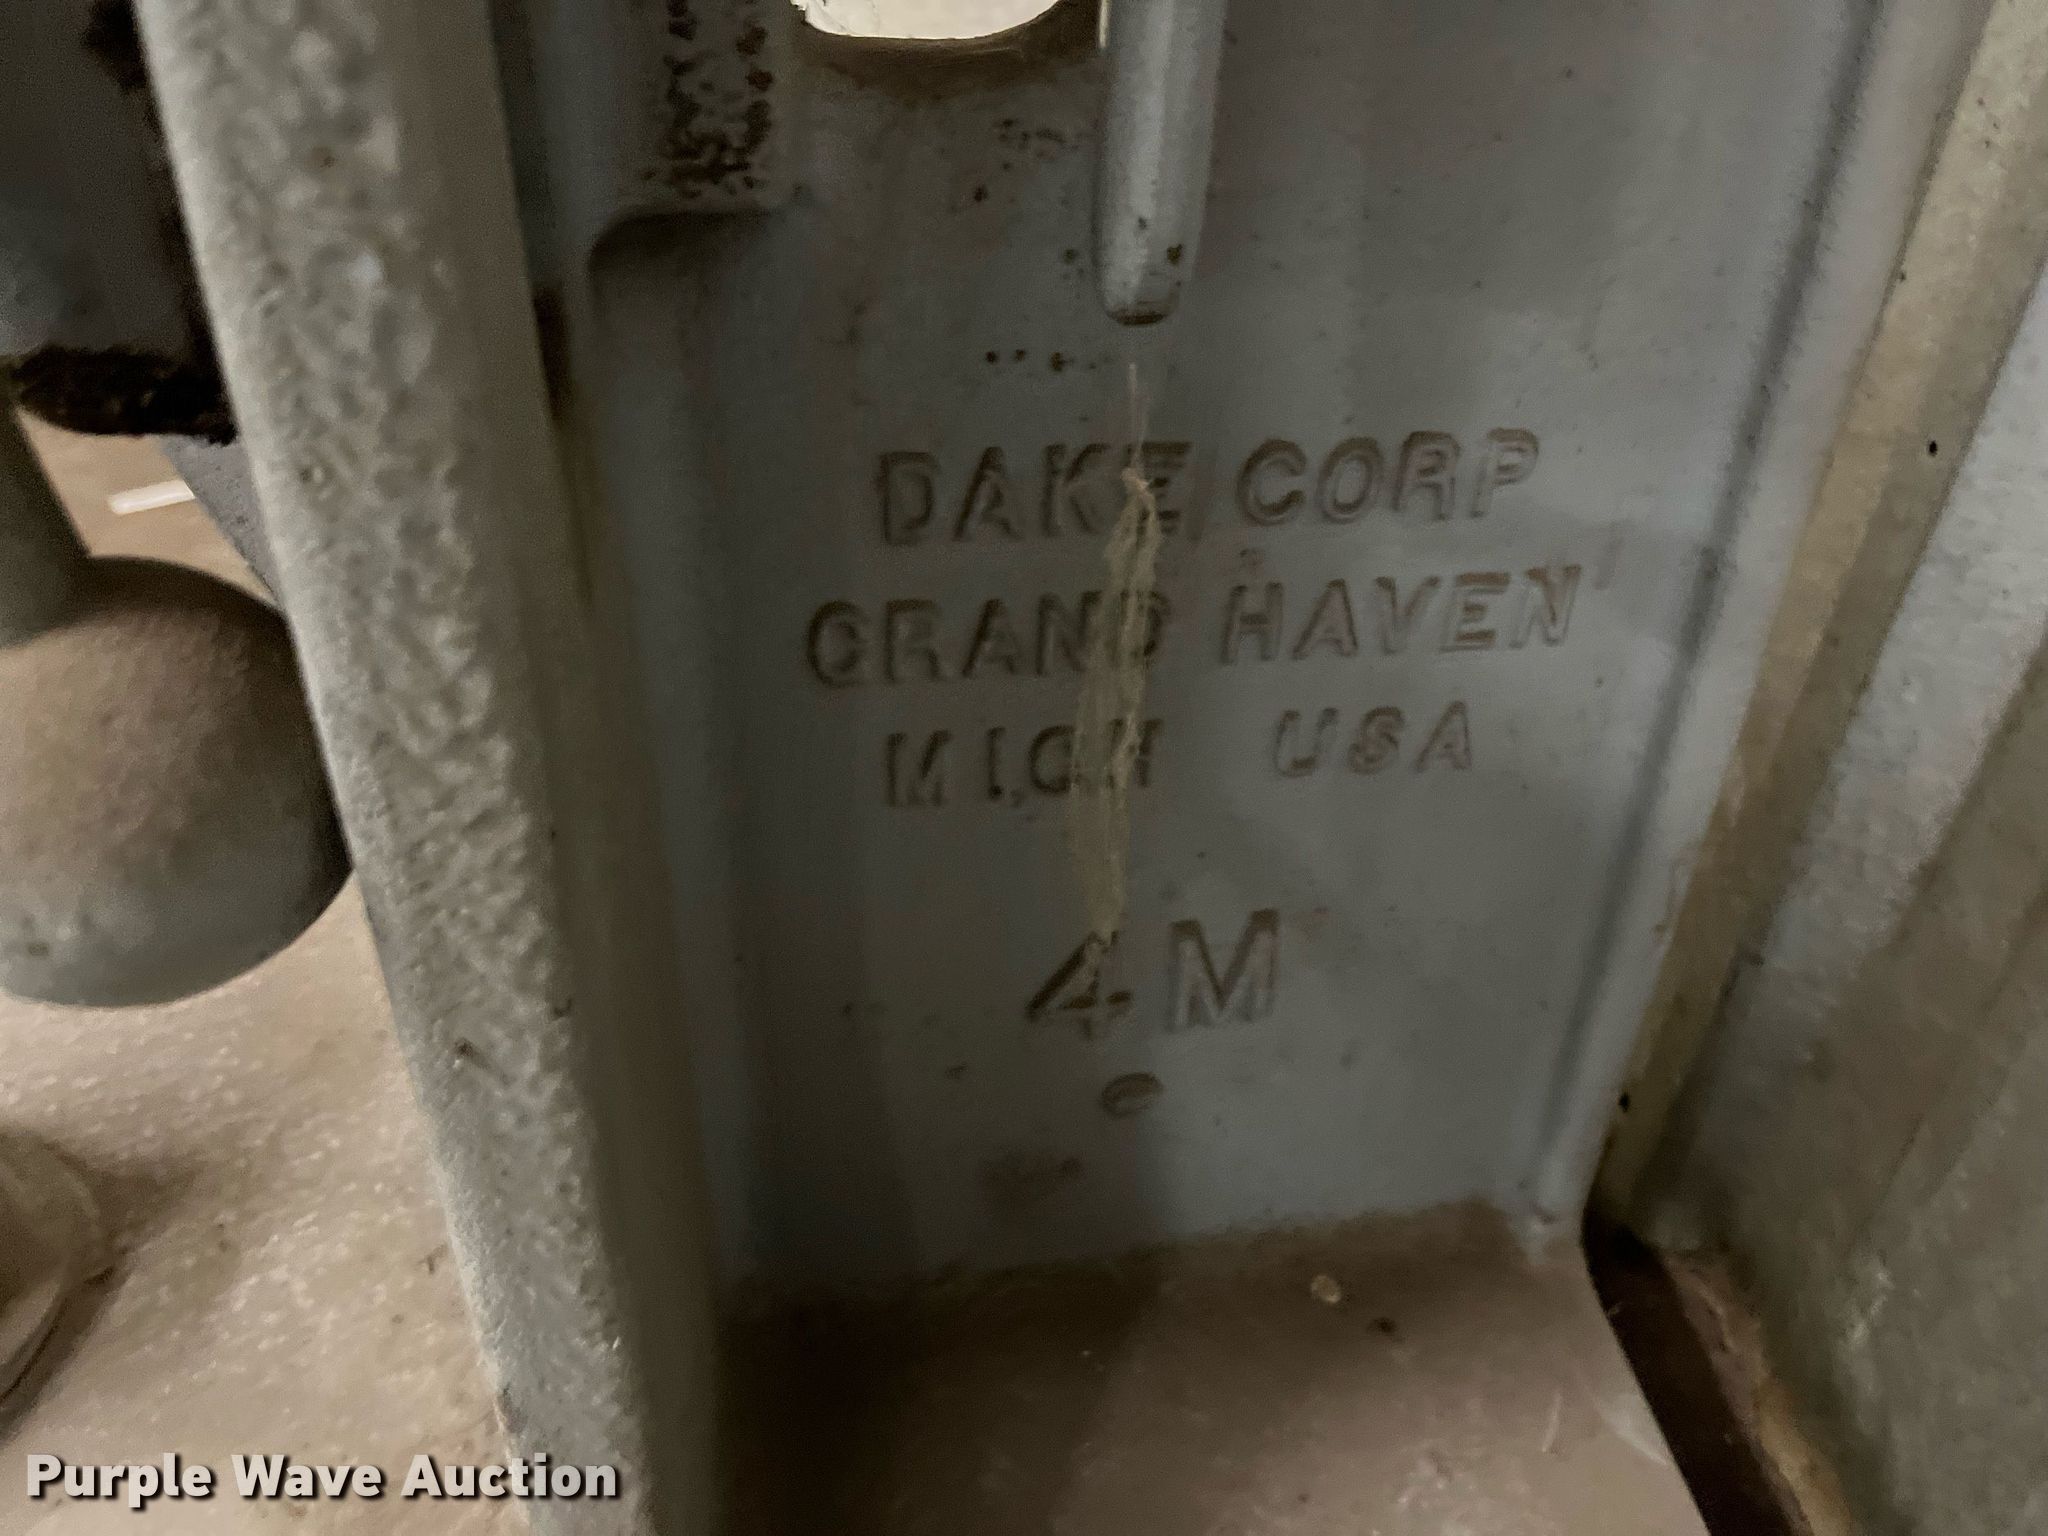 DAKE CORP
GRAND HAVEN
MICH USA
4M
Purple Wave Auction